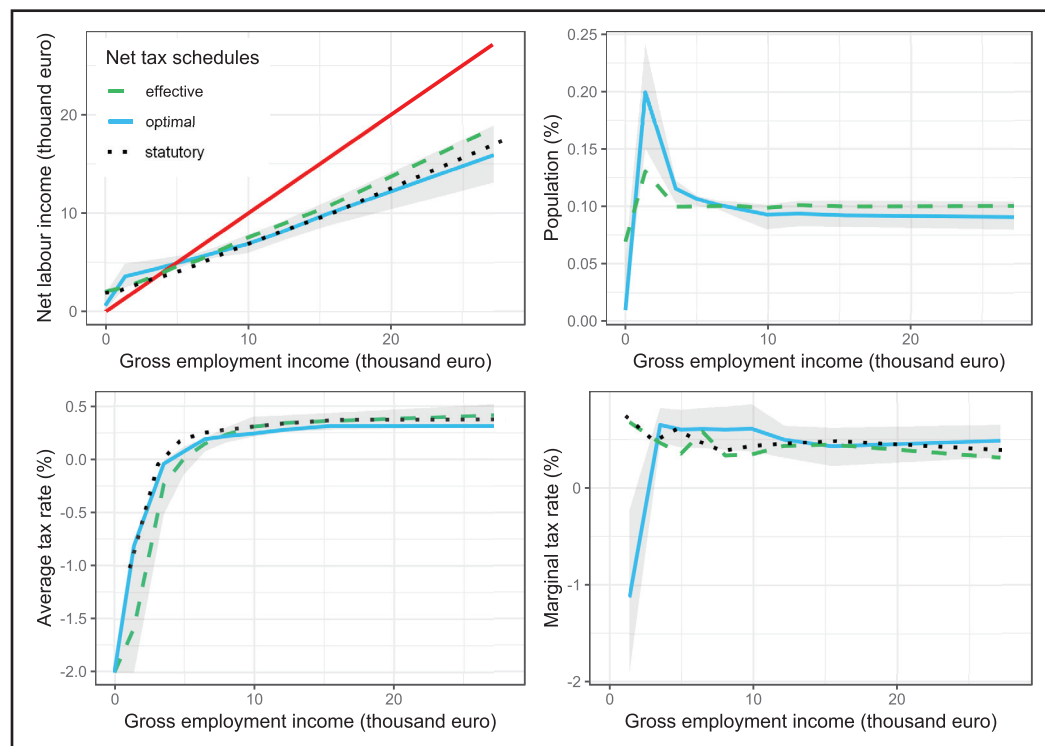 Net tax schedules
effective
optimal
statutory
Net labour income (thousand euro)
20
10
0
0
10
20
Gross employment income (thousand euro)
Population (%)
0.25
0.20
0.15
0.10
0.05
0.00
0
10
20
Gross employment income (thousand euro)
Average tax rate (%)
0.5
0.0
-0.5
-1.0
-1.5
-2.0
0
10
20
Gross employment income (thousand euro)
Marginal tax rate (%)
0
-1
-2
0
10
20
Gross employment income (thousand euro)